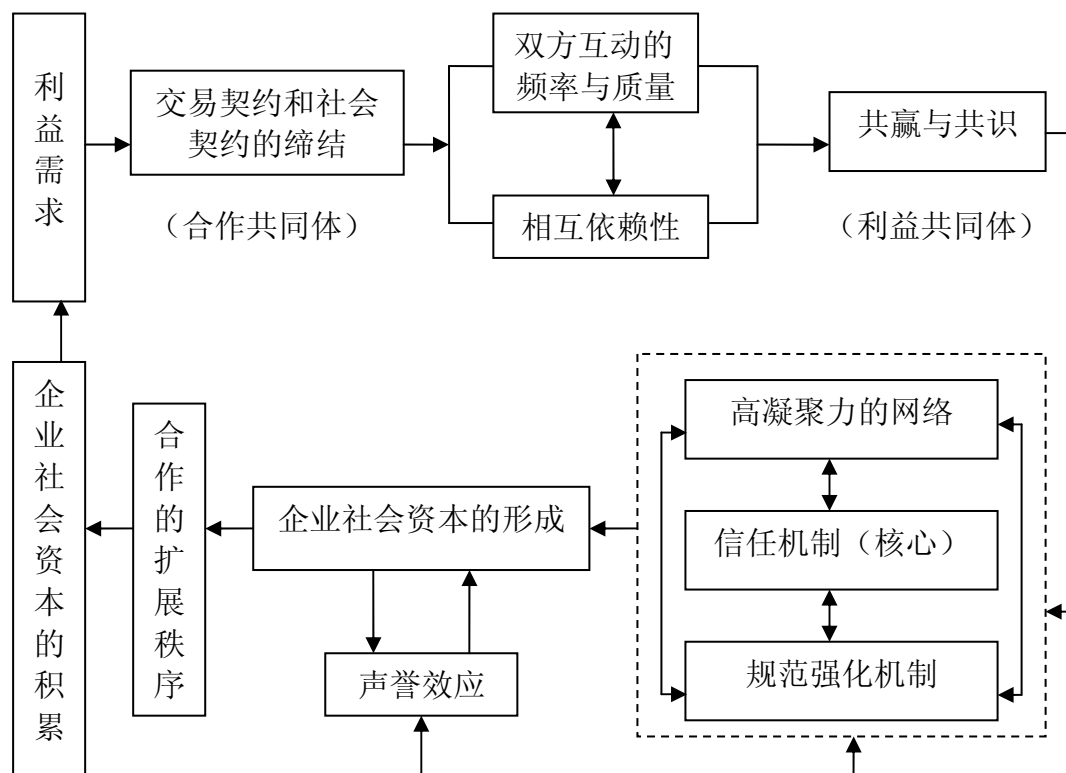 利益需求
交易契约和社会
契约的缔结
（合作共同体）
双方互动的
频率与质量
相互依赖性
共赢与共识
（利益共同体）
企业社会资本的积累
合作的扩展秩序
企业社会资本的形成
声誉效应
高凝聚力的网络
信任机制（核心）
规范强化机制